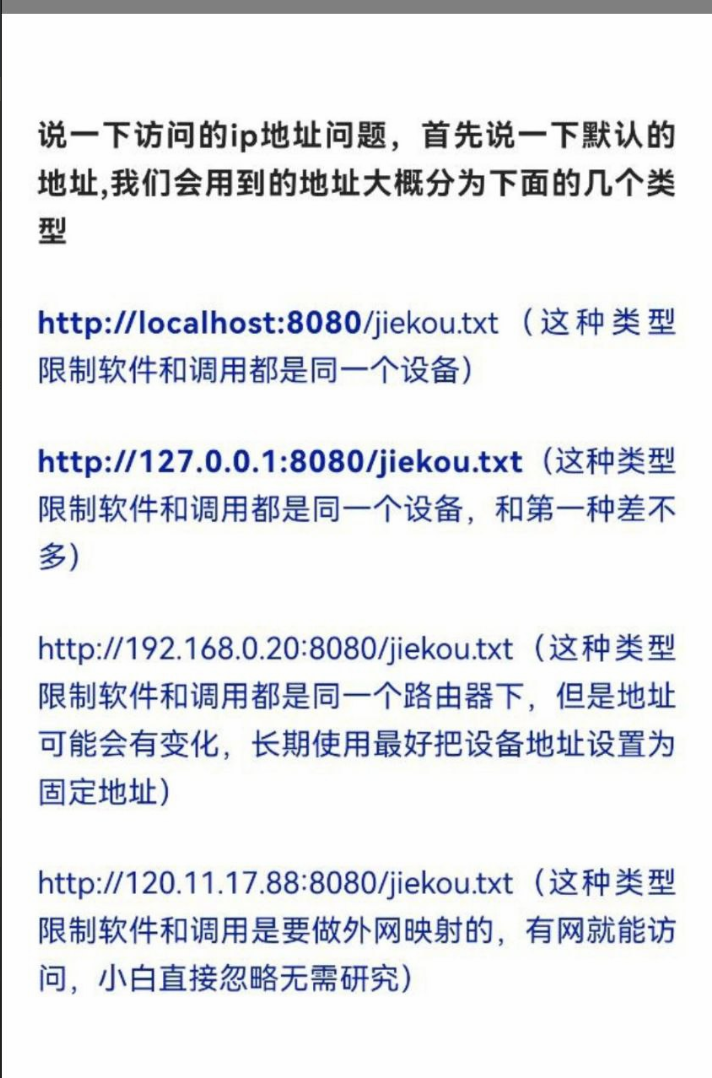 说一下访问的ip地址问题，首先说一下默认的
地址,我们会用到的地址大概分为下面的几个类
型
http://localhost:8080/jiekou.txt（这种类型
限制软件和调用都是同一个设备）
http://127.0.0.1:8080/jiekou.txt（这种类型
限制软件和调用都是同一个设备，和第一种差不
多）
http://192.168.0.20:8080/jiekou.txt（这种类型
限制软件和调用都是同一个路由器下，但是地址
可能会有变化，长期使用最好把设备地址设置为
固定地址）
http://120.11.17.88:8080/jiekou.txt（这种类型
限制软件和调用是要做外网映射的，有网就能访
问，小白直接忽略无需研究）